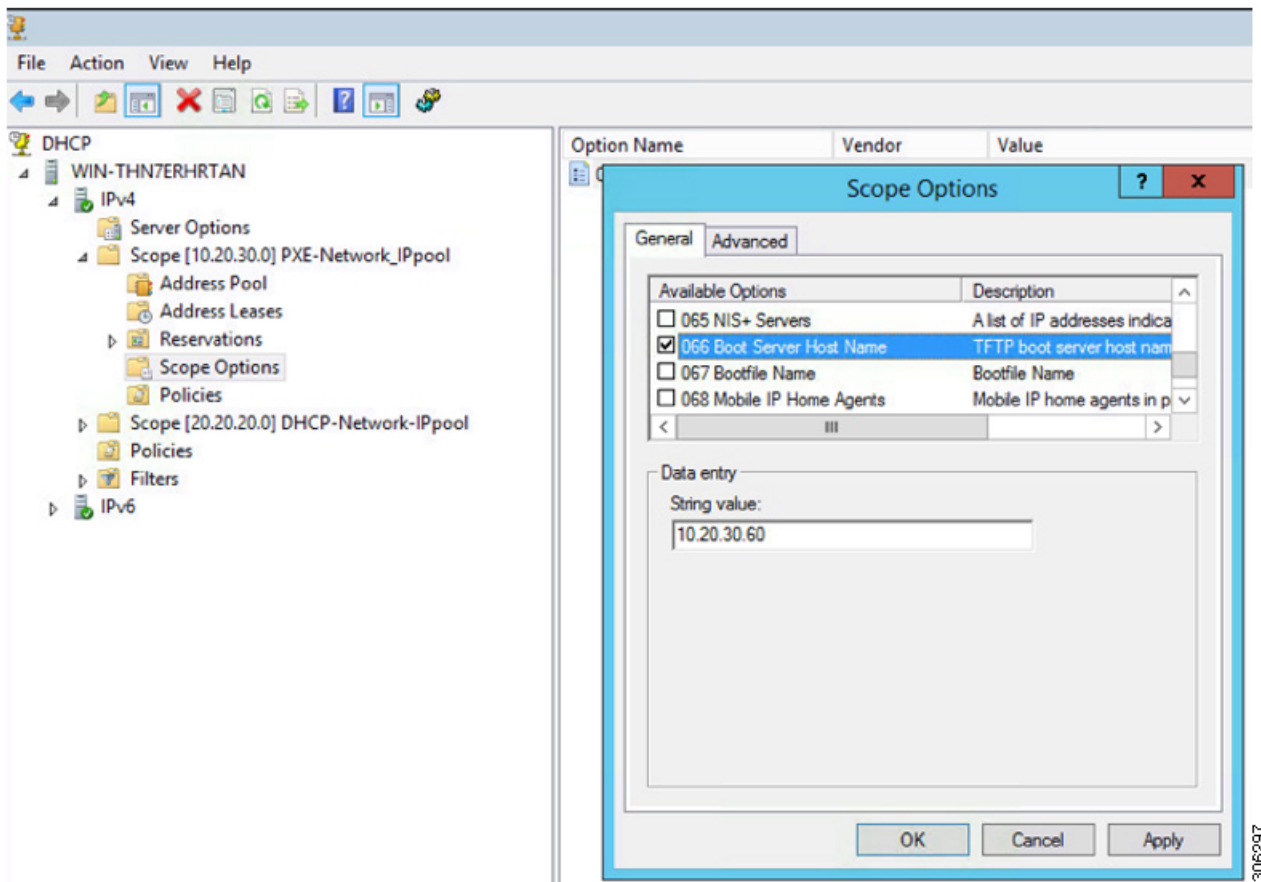 File Action View Help
DHCP
WIN-THN7ERHRTAN
IPv4
Server Options
Scope [10.20.30.0] PXE-Network_IPpool
Address Pool
Address Leases
Reservations
Scope Options
Policies
Scope [20.20.20.0] DHCP-Network-IPpool
Policies
Filters
IPv6
Option Name Vendor Value
Scope Options
General Advanced
Available Options Description
065 NIS+ Servers A list of IP addresses indica
066 Boot Server Host Name TFTP boot server host nam
067 Bootfile Name Bootfile Name
068 Mobile IP Home Agents Mobile IP home agents in p
Data entry
String value:
10.20.30.60
OK Cancel Apply
306297